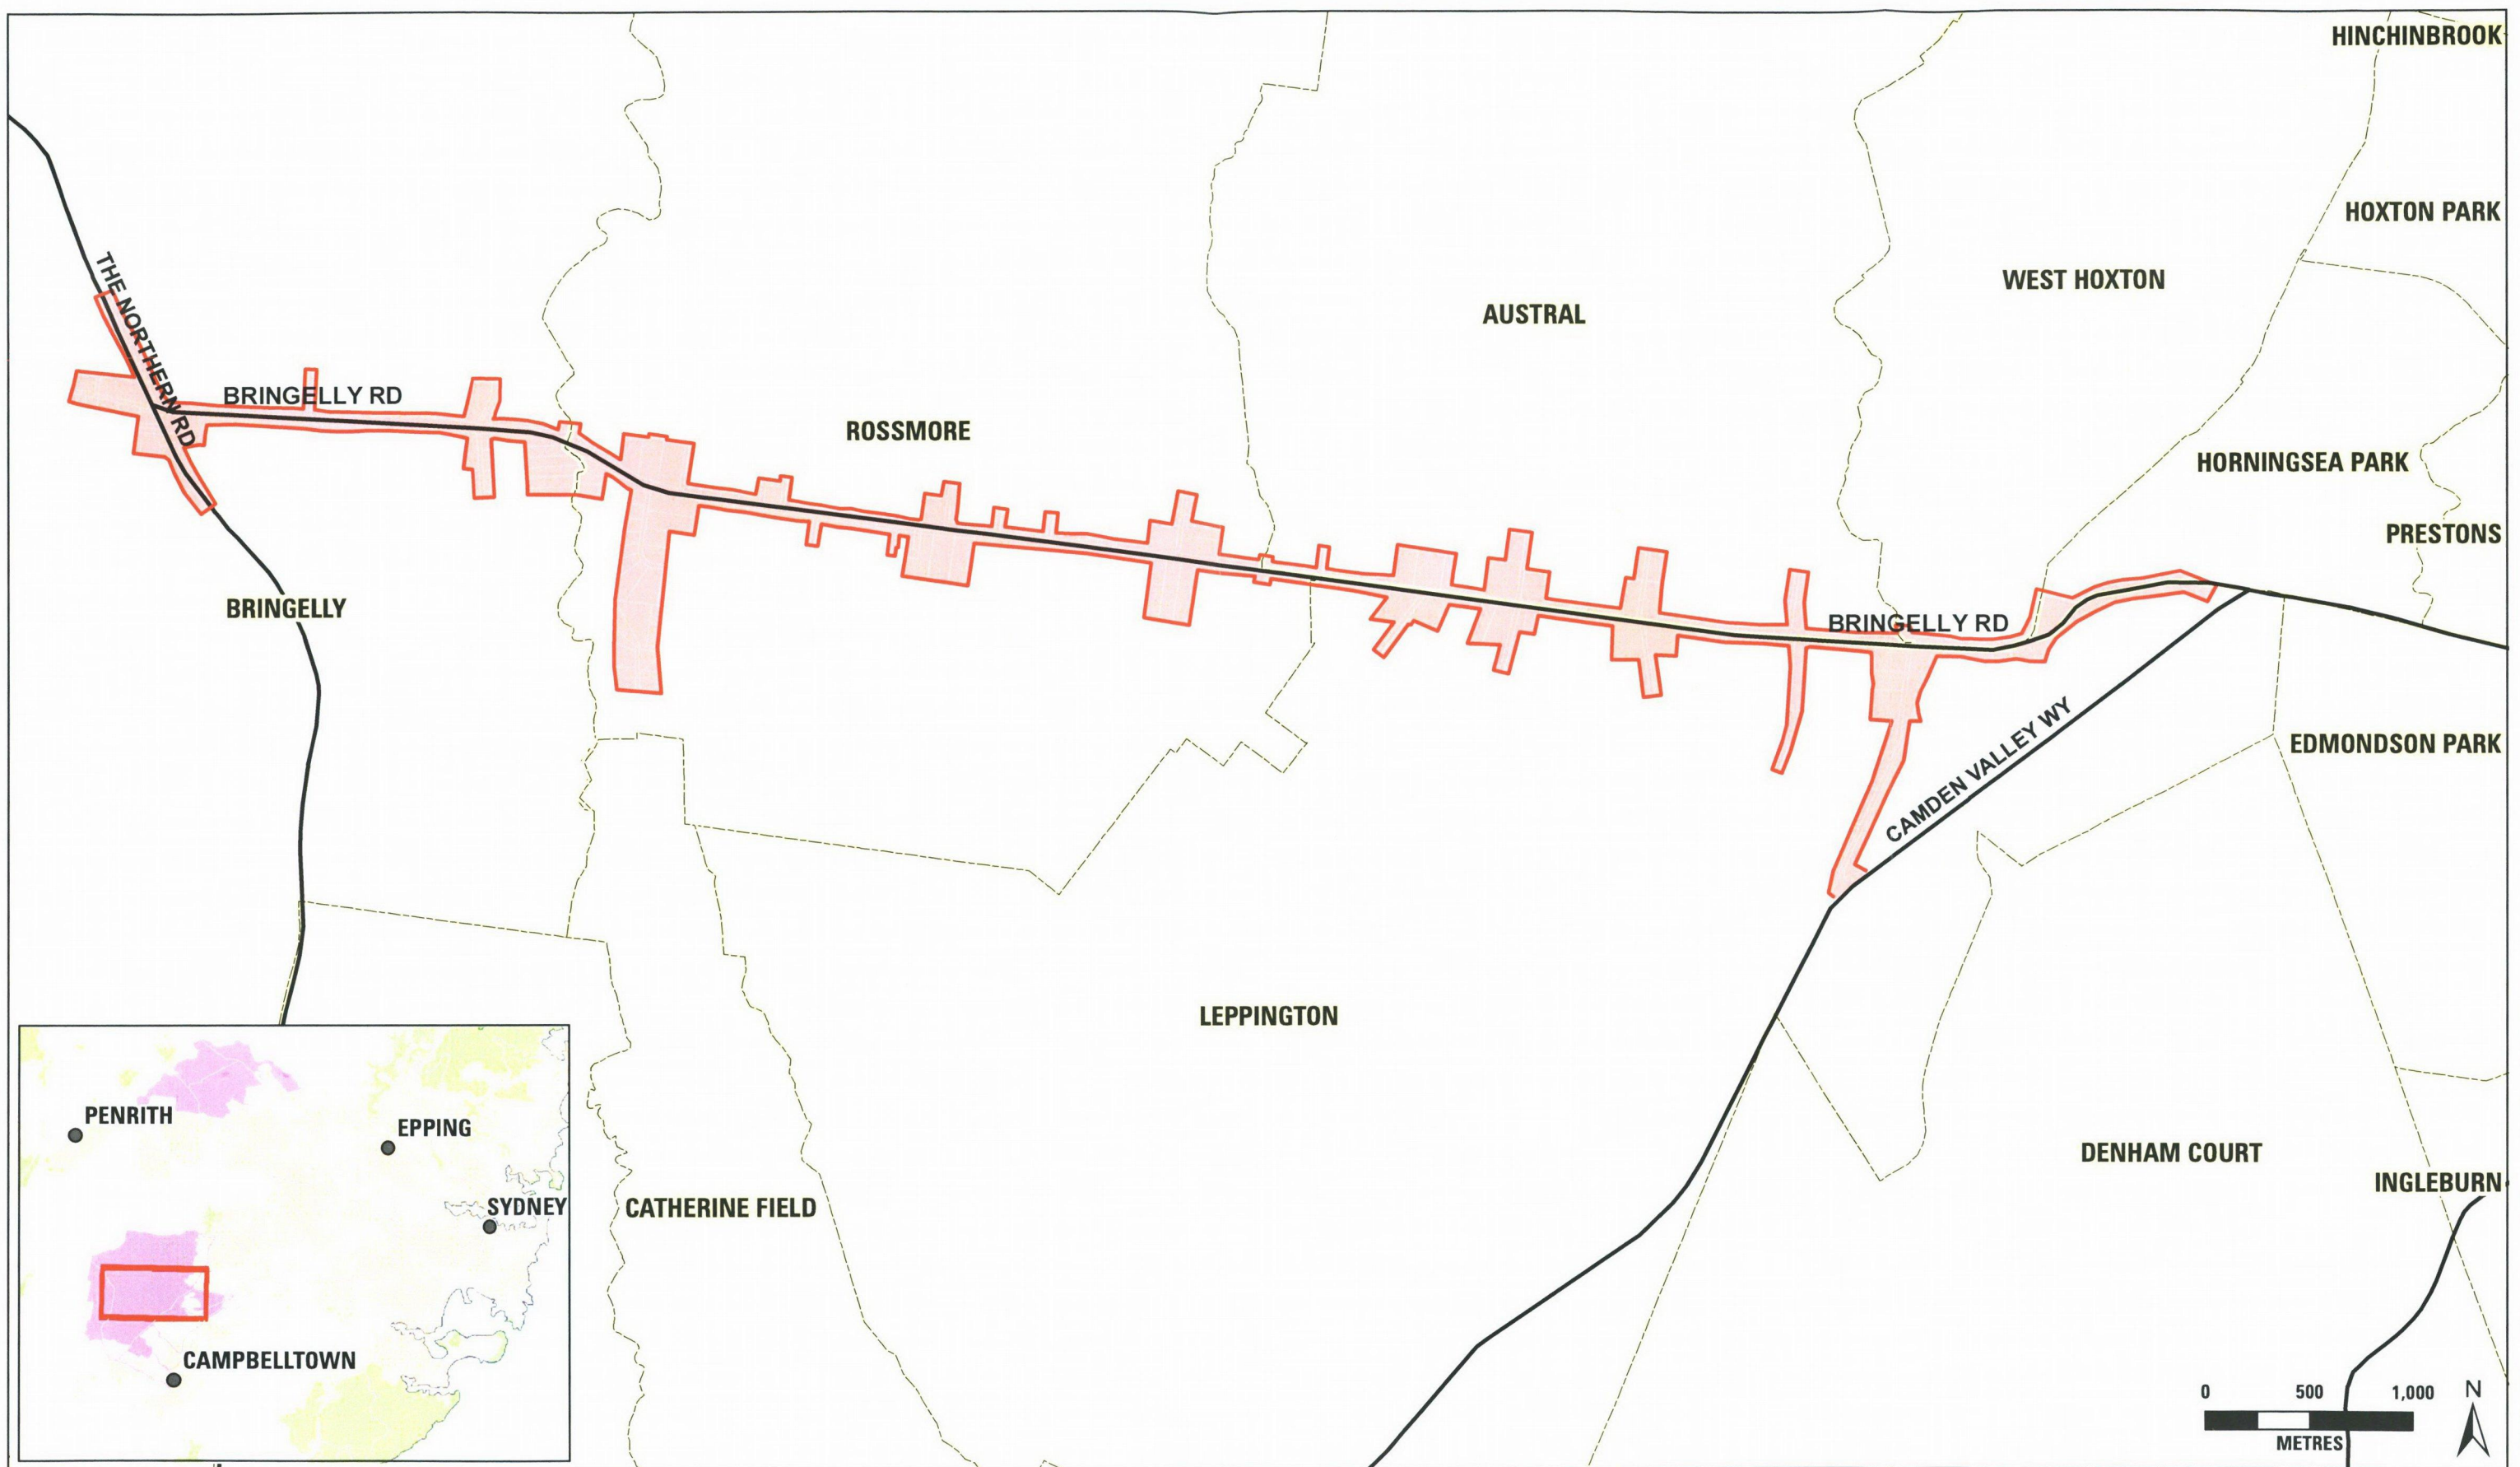 HINCHINBROOK
HOXTON PARK
WEST HOXTON
AUSTRAL
THE NORTHERN RD
BRINGELLY RD
ROSSMORE
HORNINGSEA PARK
PRESTONS
BRINGELLY
BRINGELLY RD
CAMDEN VALLEY WY
EDMONDSON PARK
LEPPINGTON
DENHAM COURT
INGLEBURN
CATHERINE FIELD
PENRITH
EPPING
SYDNEY
CAMPBELLTOWN
0 500 1,000 N
METRES